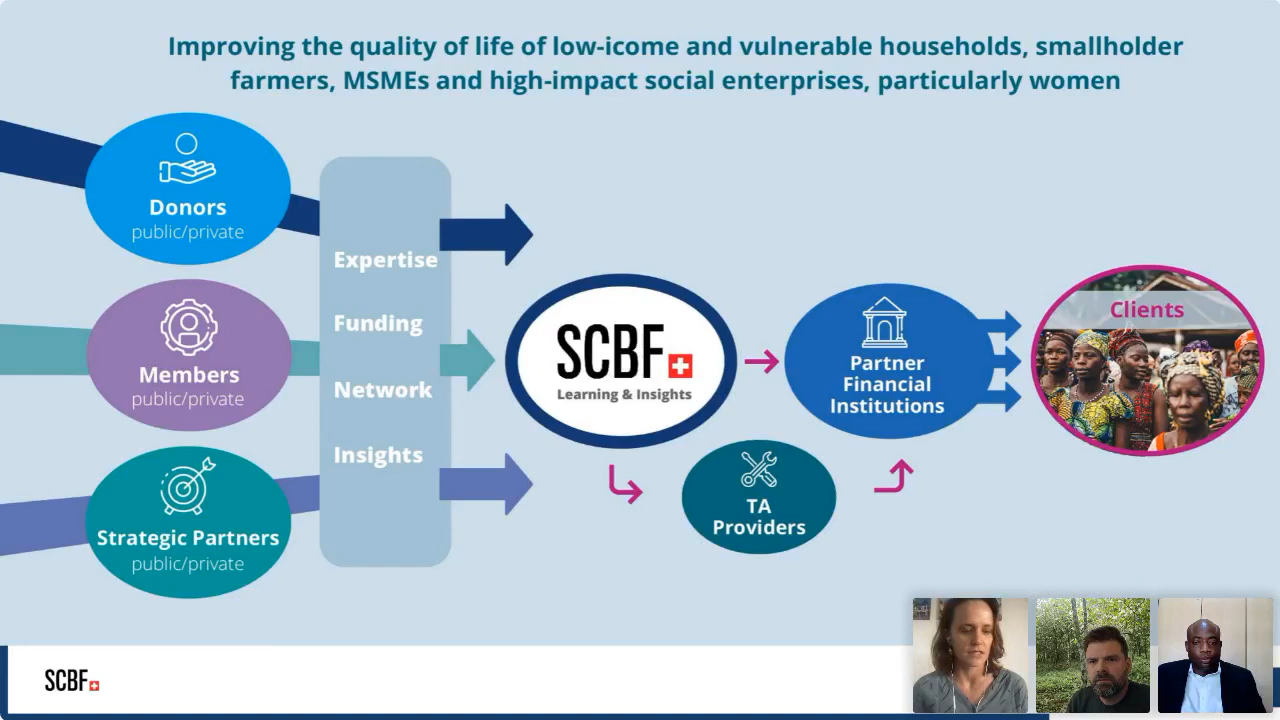 Improving the quality of life of low-icome and vulnerable households, smallholder
farmers, MSMEs and high-impact social enterprises, particularly women
Donors
public/private
Members
public/private
Strategic Partners
public/private
Expertise
Funding
Network
Insights
SCBF
Learning & Insights
TA
Providers
Partner
Financial
Institutions
Clients
SCBF